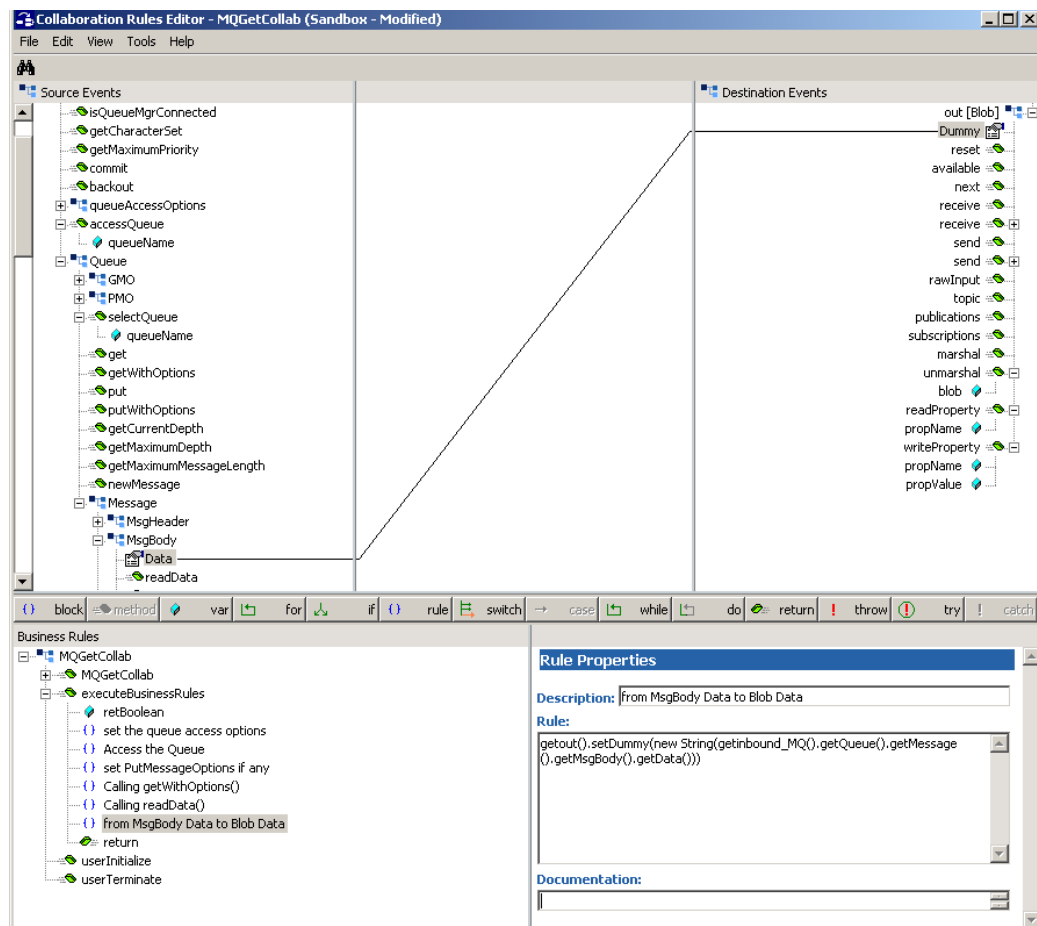 Collaboration Rules Editor - MQGetCollab (Sandbox - Modified)
File Edit View Tools Help
Source Events
isQueueMgrConnected
getCharacterSet
getMaximumPriority
commit
backout
queueAccessOptions
accessQueue
queueName
Queue
GMO
PMO
selectQueue
queueName
get
getWithOptions
put
putWithOptions
getCurrentDepth
getMaximumDepth
getMaximumMessageLength
newMessage
Message
MsgHeader
MsgBody
Data
readData
Destination Events
out [Blob]
Dummy
reset
available
next
receive
receive
send
send
rawInput
topic
publications
subscriptions
marshal
unmarshal
blob
readProperty
propName
writeProperty
propName
propValue
{} block method var for if {} rule switch case while do return throw try catch
Business Rules
MQGetCollab
MQGetCollab
executeBusinessRules
retBoolean
{} set the queue access options
{} Access the Queue
{} set PutMessageOptions if any
{} Calling getWithOptions()
{} Calling readData()
{} from MsgBody Data to Blob Data
return
userInitialize
userTerminate
Rule Properties
Description: from MsgBody Data to Blob Data
Rule:
getout().setDummy(new String(getinbound_MQ().getQueue().getMessage
().getMsgBody().getData()))
Documentation: